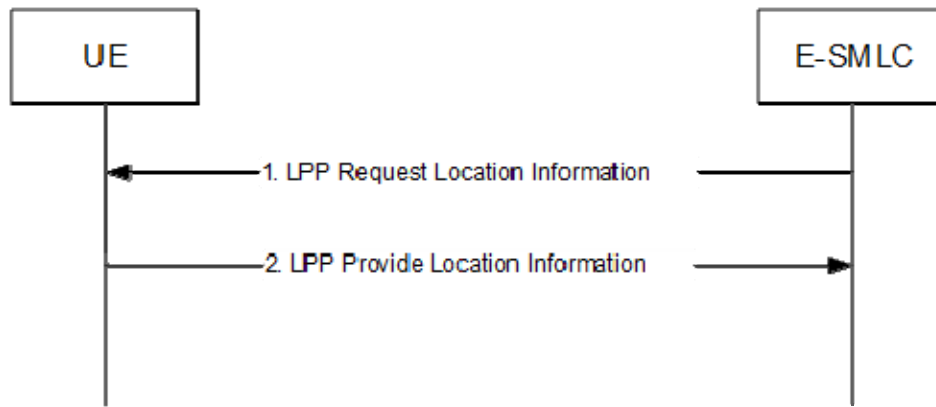 UE
E-SMLC
1. LPP Request Location Information
2. LPP Provide Location Information